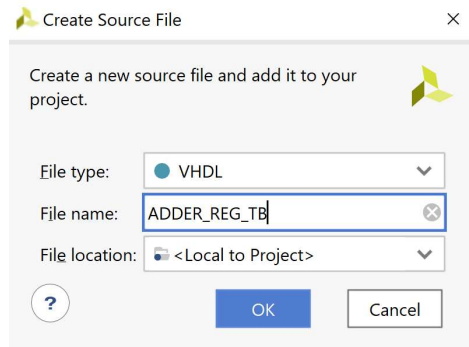 Create Source File
Create a new source file and add it to your
project.
File type:
VHDL
File name:
ADDER_REG_TB
File location:
<Local to Project>
?
OK
Cancel